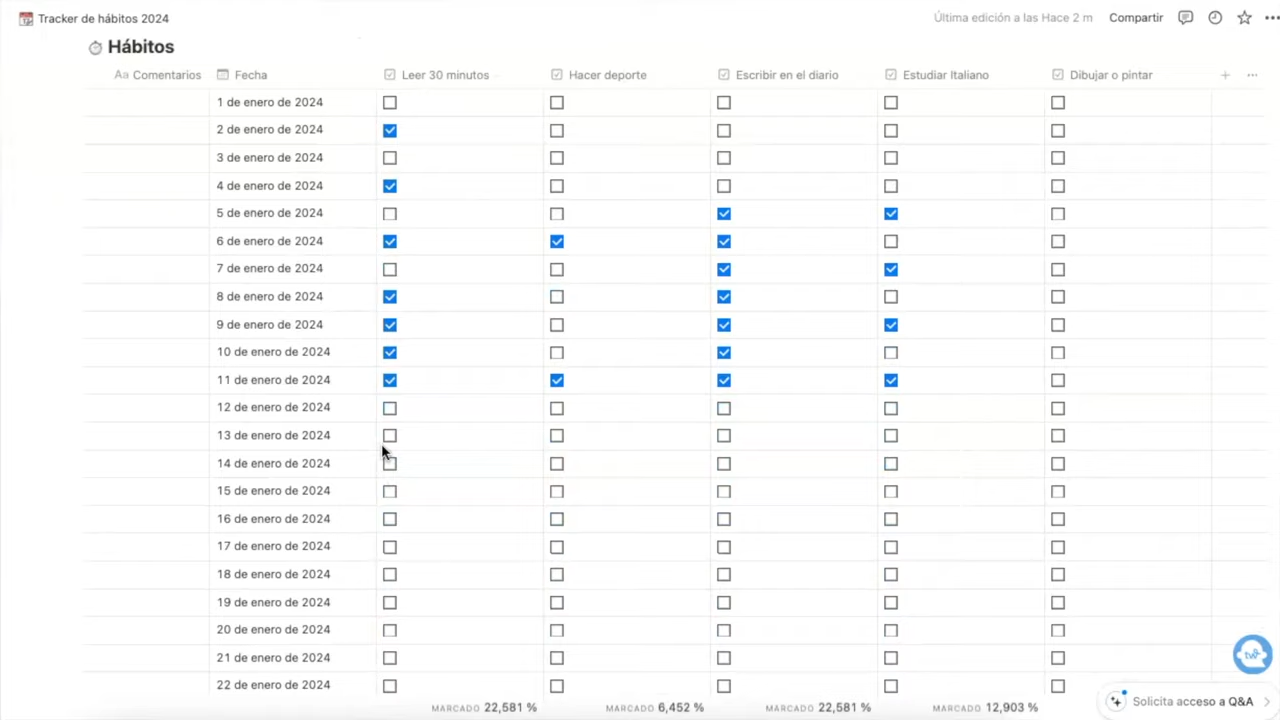 Tracker de hábitos 2024 Última edición a las Hace 2 m Compartir
Hábitos
Aa Comentarios Fecha Leer 30 minutos Hacer deporte Escribir en el diario Estudiar Italiano Dibujar o pintar
1 de enero de 2024
2 de enero de 2024
3 de enero de 2024
4 de enero de 2024
5 de enero de 2024
6 de enero de 2024
7 de enero de 2024
8 de enero de 2024
9 de enero de 2024
10 de enero de 2024
11 de enero de 2024
12 de enero de 2024
13 de enero de 2024
14 de enero de 2024
15 de enero de 2024
16 de enero de 2024
17 de enero de 2024
18 de enero de 2024
19 de enero de 2024
20 de enero de 2024
21 de enero de 2024
22 de enero de 2024
MARCADO 22,581 % MARCADO 6,452 % MARCADO 22,581 % MARCADO 12,903 % Solicita acceso a Q&A